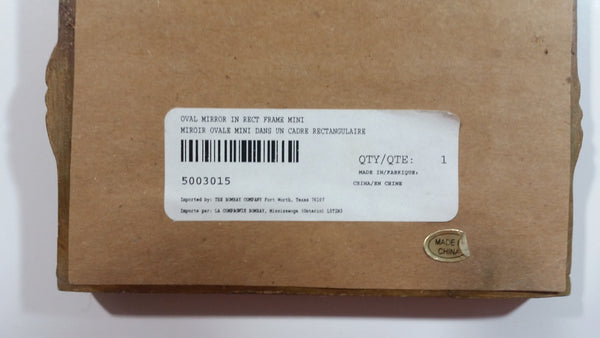 OVAL MIRROR IN RECT FRAME MINI
MIROIR OVALE MINI DANS UN CADRE RECTANGULAIRE
QTY/QTE: 1
MADE IN/FABRIQUE:
CHINA/EN CHINE
5003015
Imported by: THE BOMBAY COMPANY Fort Worth, Texas 76107
Importe par: LA COMPAGNIE BOMBAY, Mississauga (Ontario)
MADE
CHINA